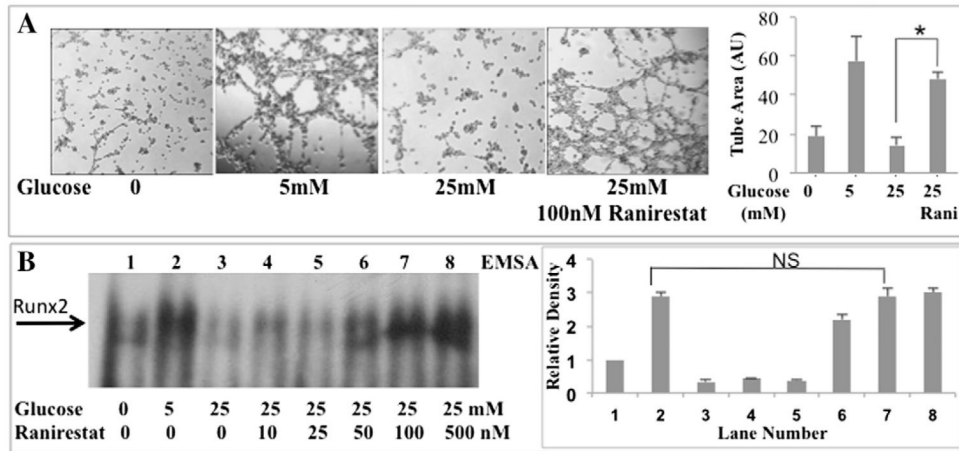 A
Glucose 0 5mM 25mM 25mM
100nM Ranirestat
Tube Area (AU)
80
60
40
20
0
*
Glucose 0 5 25 25
(mM) Rani
B
1 2 3 4 5 6 7 8 EMSA
Runx2
Glucose 0 5 25 25 25 25 25 25 mM
Ranirestat 0 0 0 10 25 50 100 500 nM
Relative Density
4
3
2
1
0
NS
1 2 3 4 5 6 7 8
Lane Number